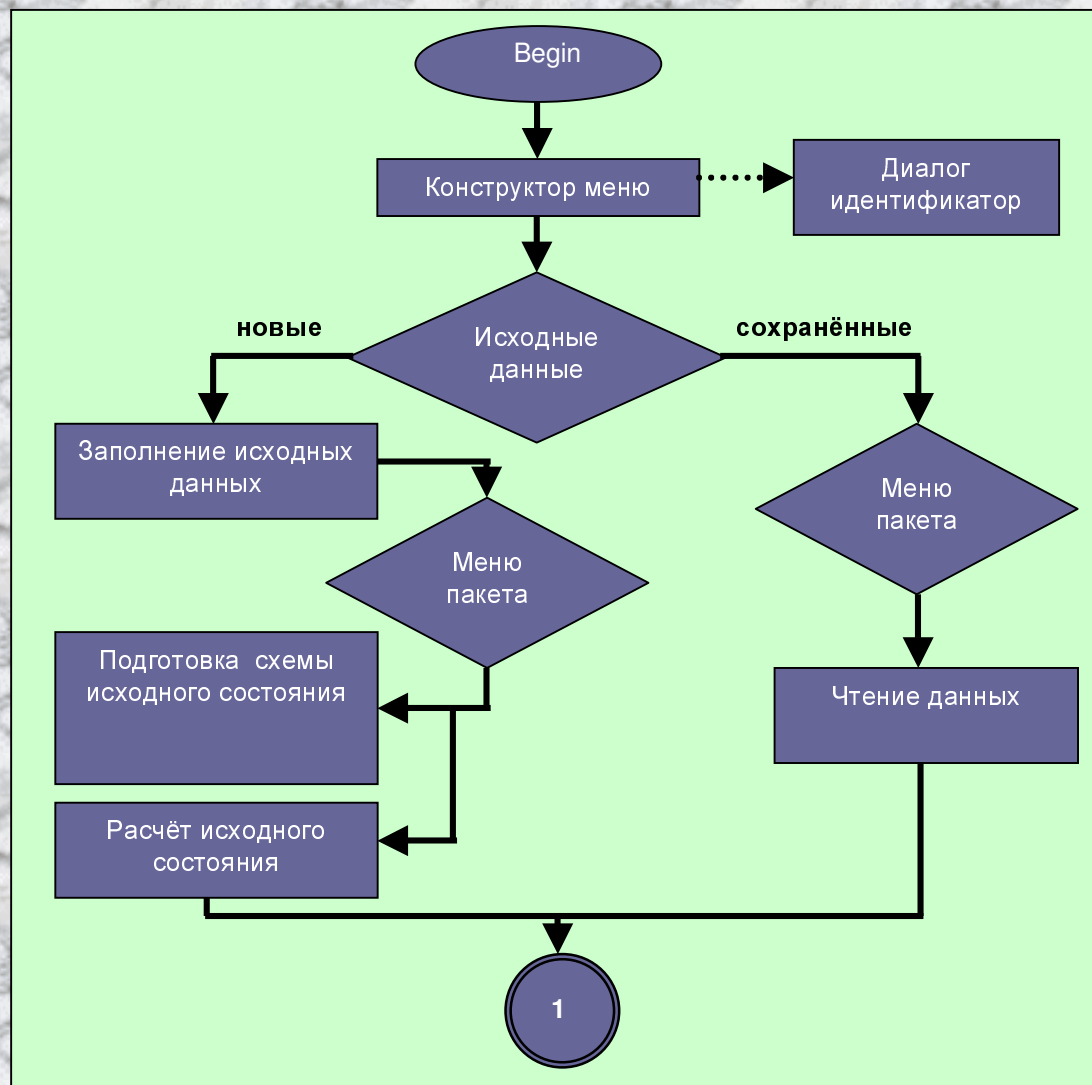 Begin
Конструктор меню
Диалог
идентификатор
новые
сохранённые
Исходные
данные
Заполнение исходных
данных
Меню
пакета
Меню
пакета
Подготовка схемы
исходного состояния
Чтение данных
Расчёт исходного
состояния
1